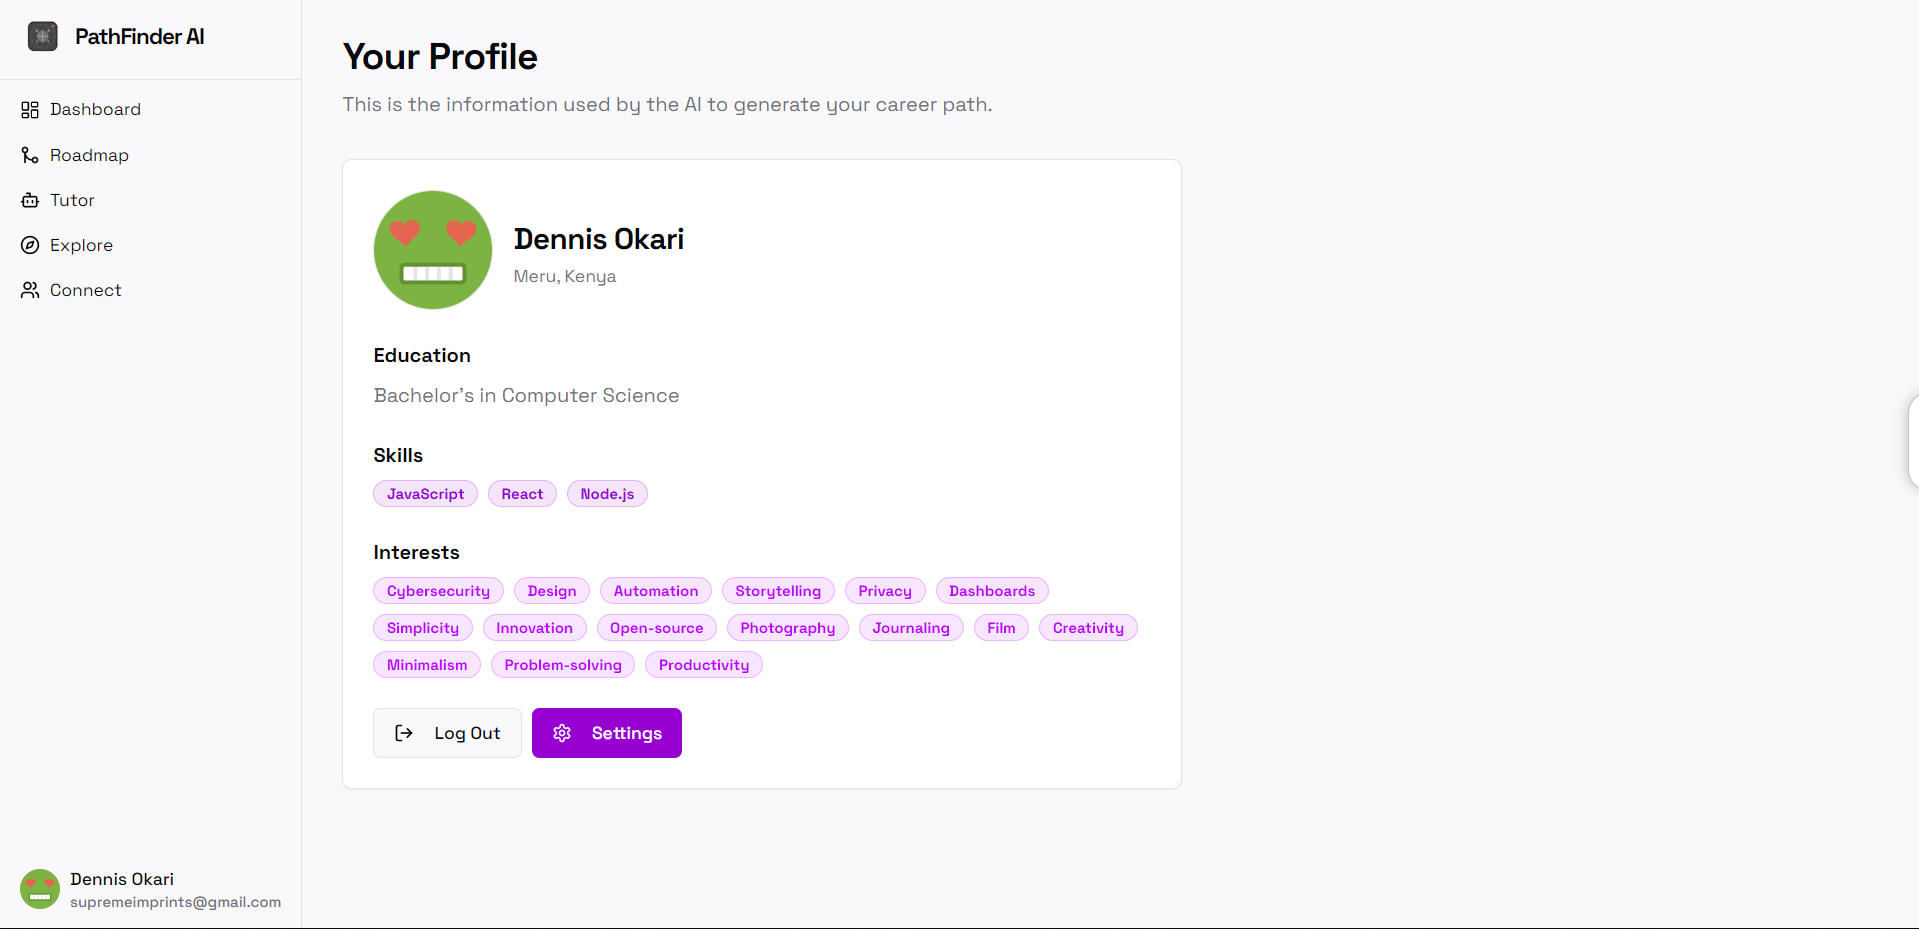 PathFinder AI
Dashboard
Roadmap
Tutor
Explore
Connect
Dennis Okari
supremeimprints@gmail.com
Your Profile
This is the information used by the AI to generate your career path.
Dennis Okari
Meru, Kenya
Education
Bachelor's in Computer Science
Skills
JavaScript React Node.js
Interests
Cybersecurity Design Automation Storytelling Privacy Dashboards
Simplicity Innovation Open-source Photography Journaling Film Creativity
Minimalism Problem-solving Productivity
Log Out Settings